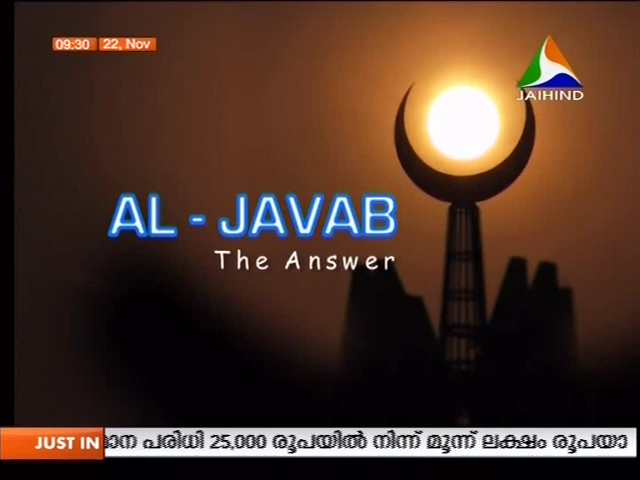 09:30 22, Nov
JAIHIND
AL - JAVAB
The Answer
JUST IN
മാന പരിധി 25,000 രൂപയിൽ നിന്ന് മൂന്ന് ലക്ഷം രൂപയാ